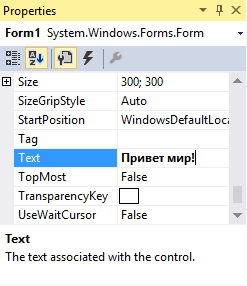 Properties
Form1 System.Windows.Forms.Form
Size 300; 300
SizeGripStyle Auto
StartPosition WindowsDefaultLoca
Tag
Text Привет мир!
TopMost False
TransparencyKey
UseWaitCursor False
Text
The text associated with the control.